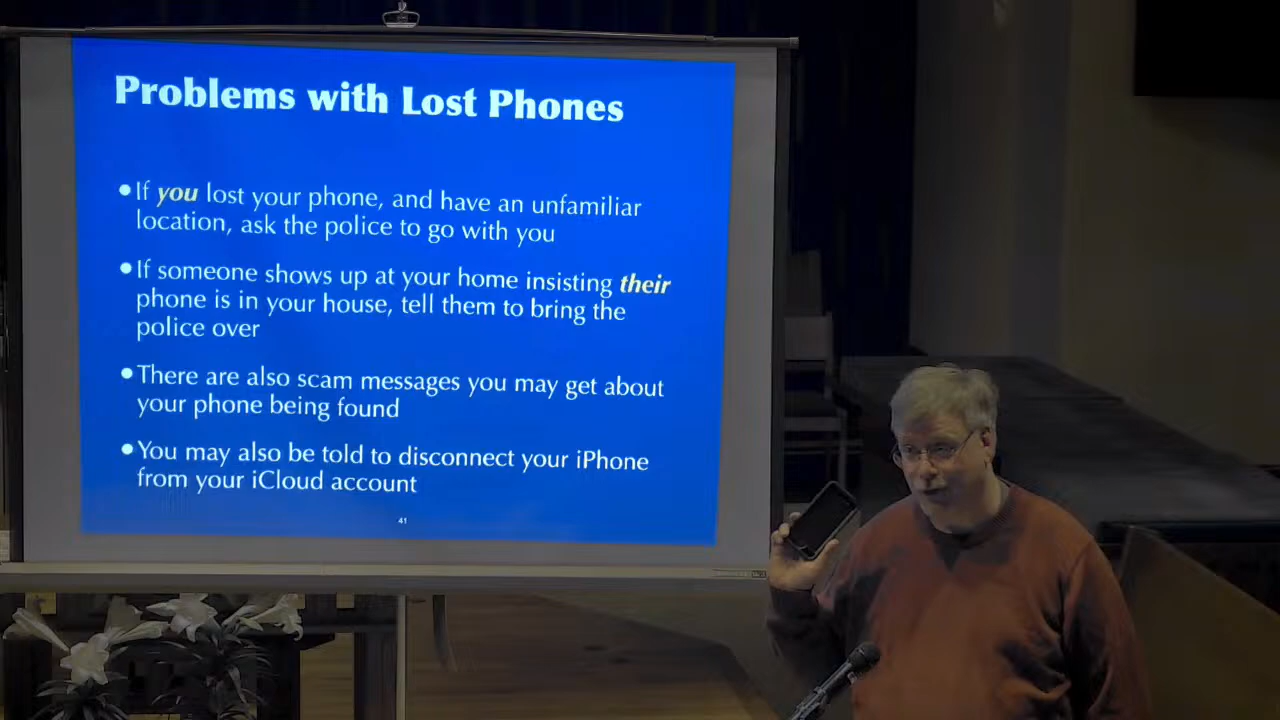 Problems with Lost Phones
•If you lost your phone, and have an unfamiliar
location, ask the police to go with you
•If someone shows up at your home insisting their
phone is in your house, tell them to bring the
police over
•There are also scam messages you may get about
your phone being found
•You may also be told to disconnect your iPhone
from your iCloud account
41